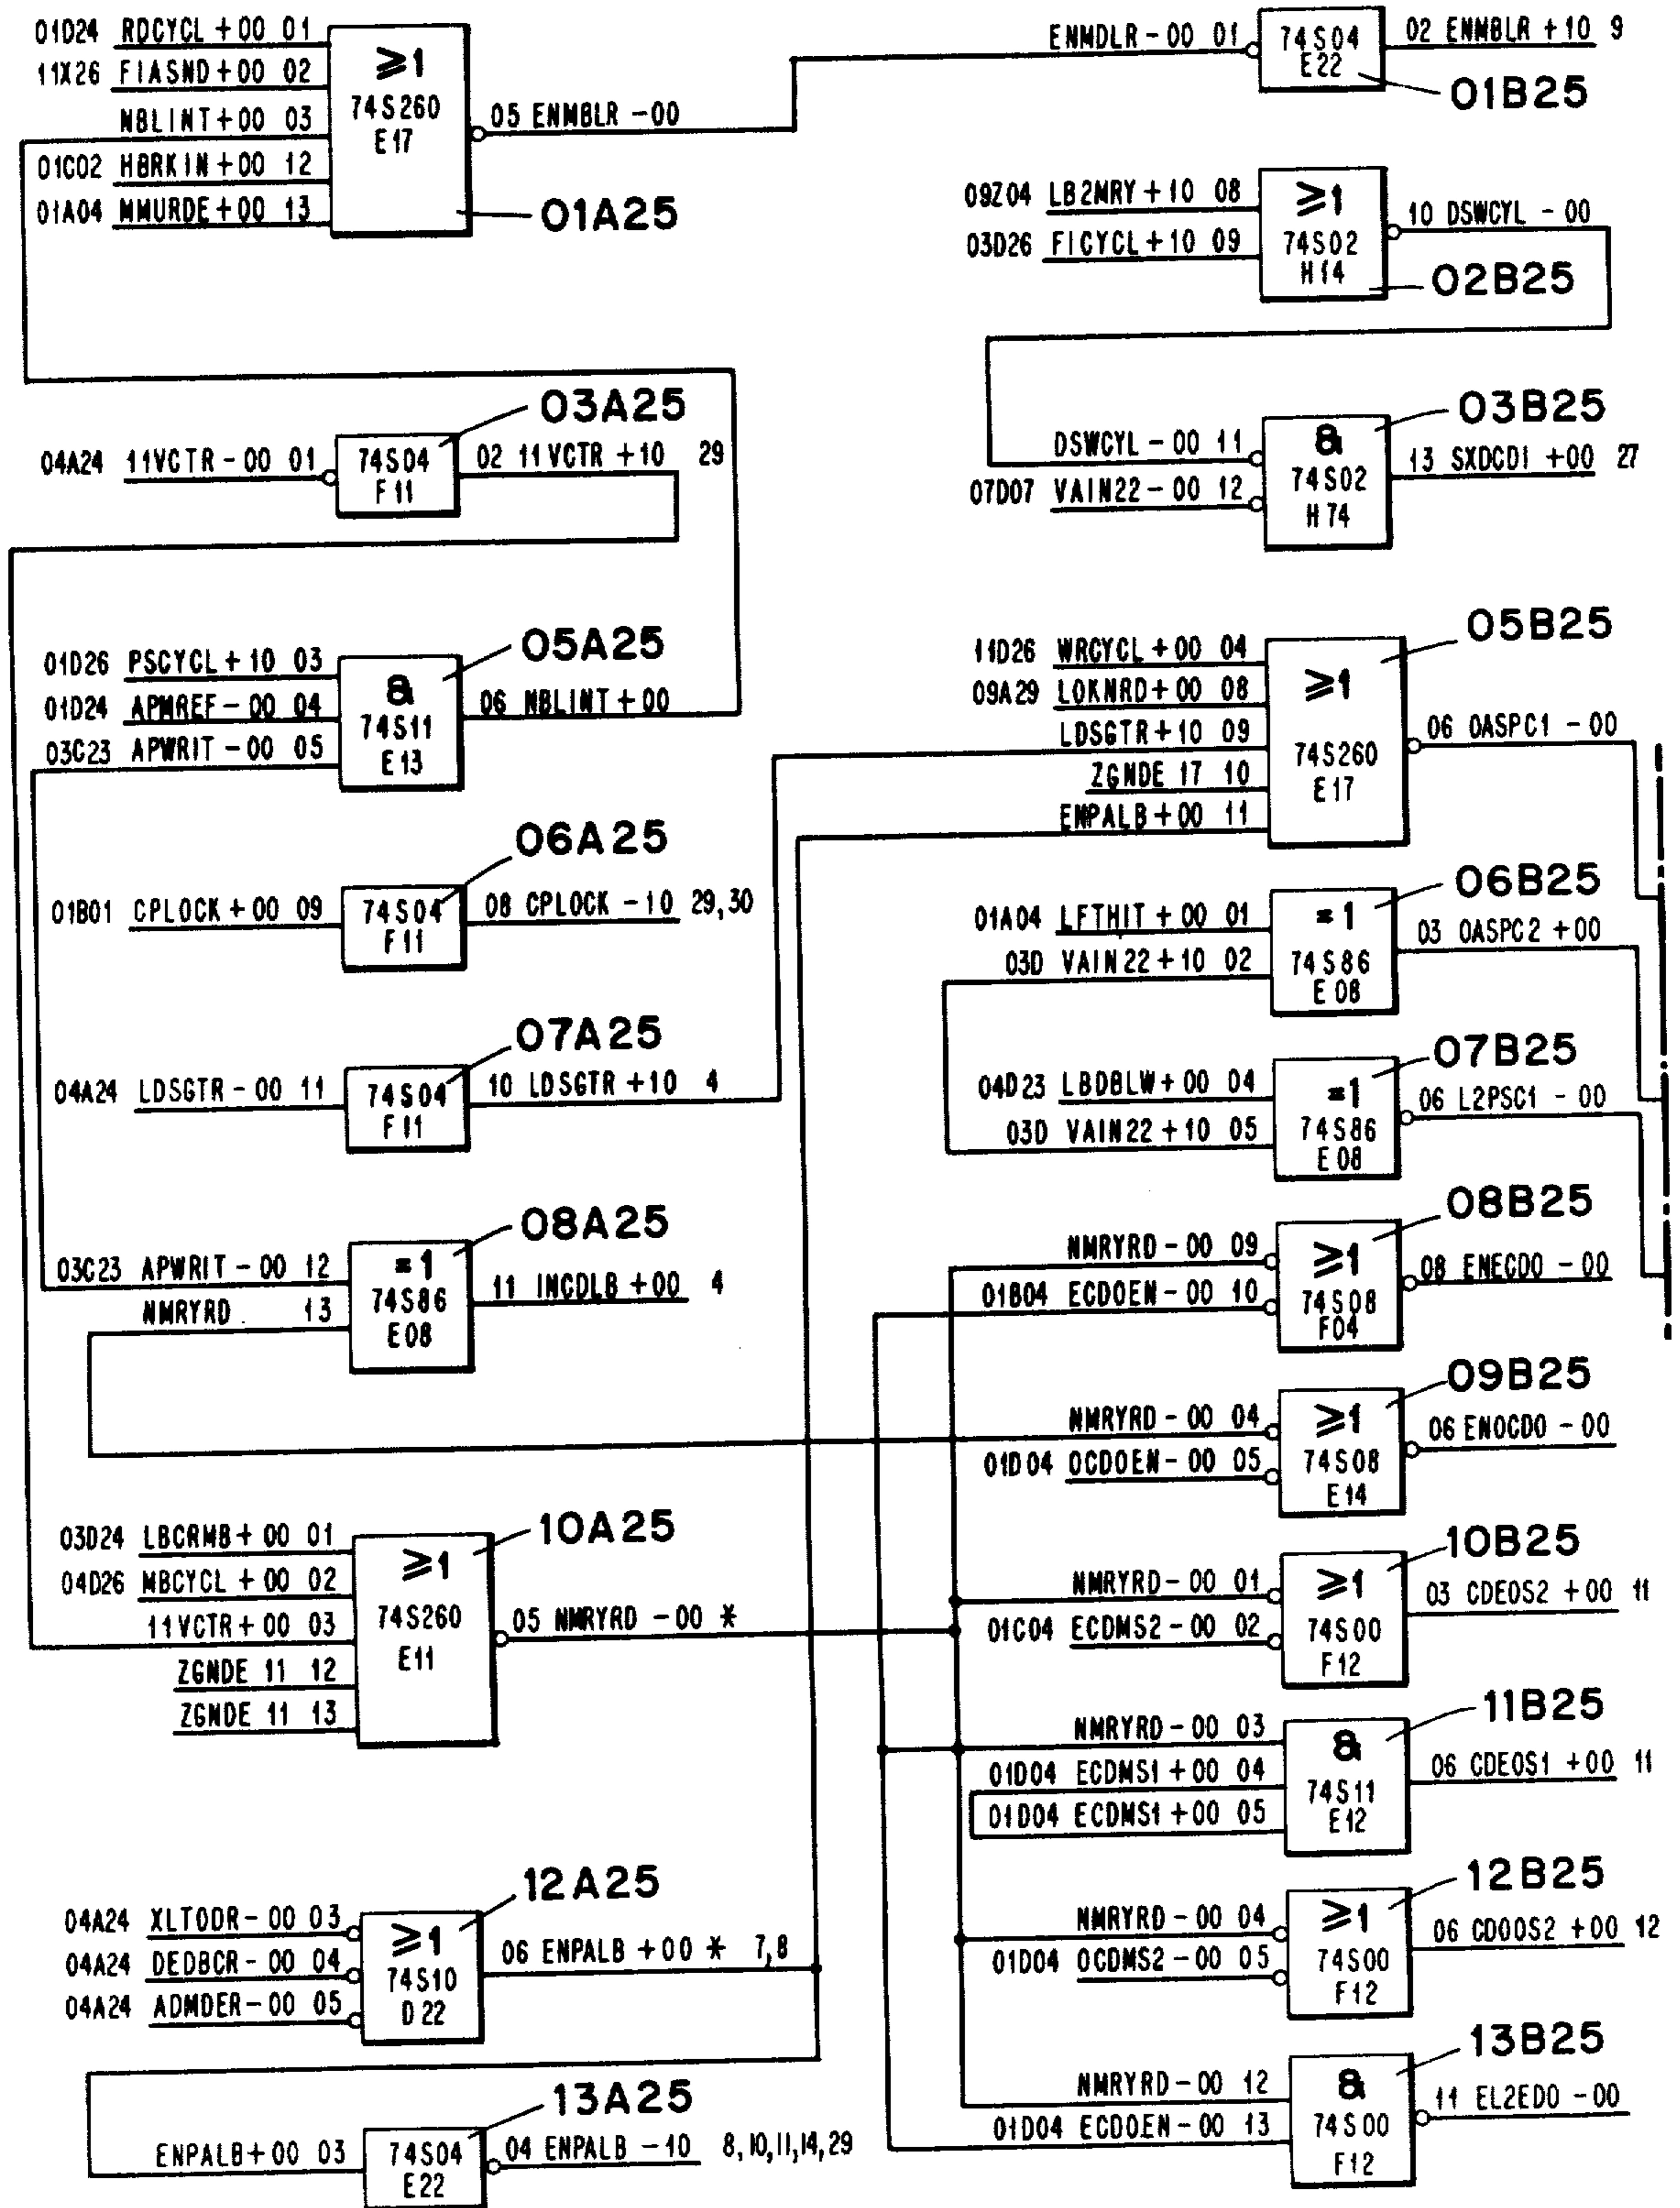 01D24 RDCYCL +00 01
11X26 FIASND +00 02
NBLINT +00 03
01C02 HBRKIN +00 12
01A04 MMURDE +00 13
≥1
74S260
E17
05 ENMBLR -00
01A25
ENMDLR -00 01
74S04
E22
02 ENMBLR +10 9
01B25
09Z04 LB2MRY +10 08
03D26 FICYCL +10 09
≥1
74S02
H14
10 DSWCYL -00
02B25
03A25
04A24 11VCTR -00 01
74S04
F11
02 11VCTR +10 29
03B25
DSWCYL -00 11
07D07 VAIN22 -00 12
&
74S02
H74
13 SXDCD1 +00 27
05A25
01D26 PSCYCL +10 03
01D24 APMREF -00 04
03C23 APWRIT -00 05
&
74S11
E13
06 NBLINT +00
05B25
11D26 WRCYCL +00 04
09A29 LOKNRD +00 08
LDSGTR +10 09
ZGNDE 17 10
ENPALB +00 11
≥1
74S260
E17
06 0ASPC1 -00
06A25
01B01 CPLOCK +00 09
74S04
F11
08 CPLOCK -10 29,30
06B25
01A04 LFTHIT +00 01
03D VAIN22 +10 02
=1
74S86
E08
03 0ASPC2 +00
07A25
04A24 LDSGTR -00 11
74S04
F11
10 LDSGTR +10 4
07B25
04D23 LBDBLW +00 04
03D VAIN22 +10 05
=1
74S86
E08
06 L2PSC1 -00
08A25
03C23 APWRIT -00 12
NMRYRD 13
=1
74S86
E08
11 INCDLB +00 4
08B25
NMRYRD -00 09
01B04 ECDOEN -00 10
≥1
74S08
F04
08 ENECDO -00
09B25
NMRYRD -00 04
01D04 OCDOEN -00 05
≥1
74S08
E14
06 ENOCDO -00
10A25
03D24 LBCRMB +00 01
04D26 MBCYCL +00 02
11VCTR +00 03
ZGNDE 11 12
ZGNDE 11 13
≥1
74S260
E11
05 NMRYRD -00 *
10B25
NMRYRD -00 01
01C04 ECDMS2 -00 02
≥1
74S00
F12
03 CDEOS2 +00 11
11B25
NMRYRD -00 03
01D04 ECDMS1 +00 04
01D04 ECDMS1 +00 05
&
74S11
E12
06 CDEOS1 +00 11
12A25
04A24 XLTODR -00 03
04A24 DEDBCR -00 04
04A24 ADMDER -00 05
≥1
74S10
D22
06 ENPALB +00 * 7,8
12B25
NMRYRD -00 04
01D04 OCDMS2 -00 05
≥1
74S00
F12
06 CDOOS2 +00 12
13A25
ENPALB +00 03
74S04
E22
04 ENPALB -10 8,10,11,14,29
13B25
NMRYRD -00 12
01D04 ECDOEN -00 13
&
74S00
F12
11 EL2EDO -00